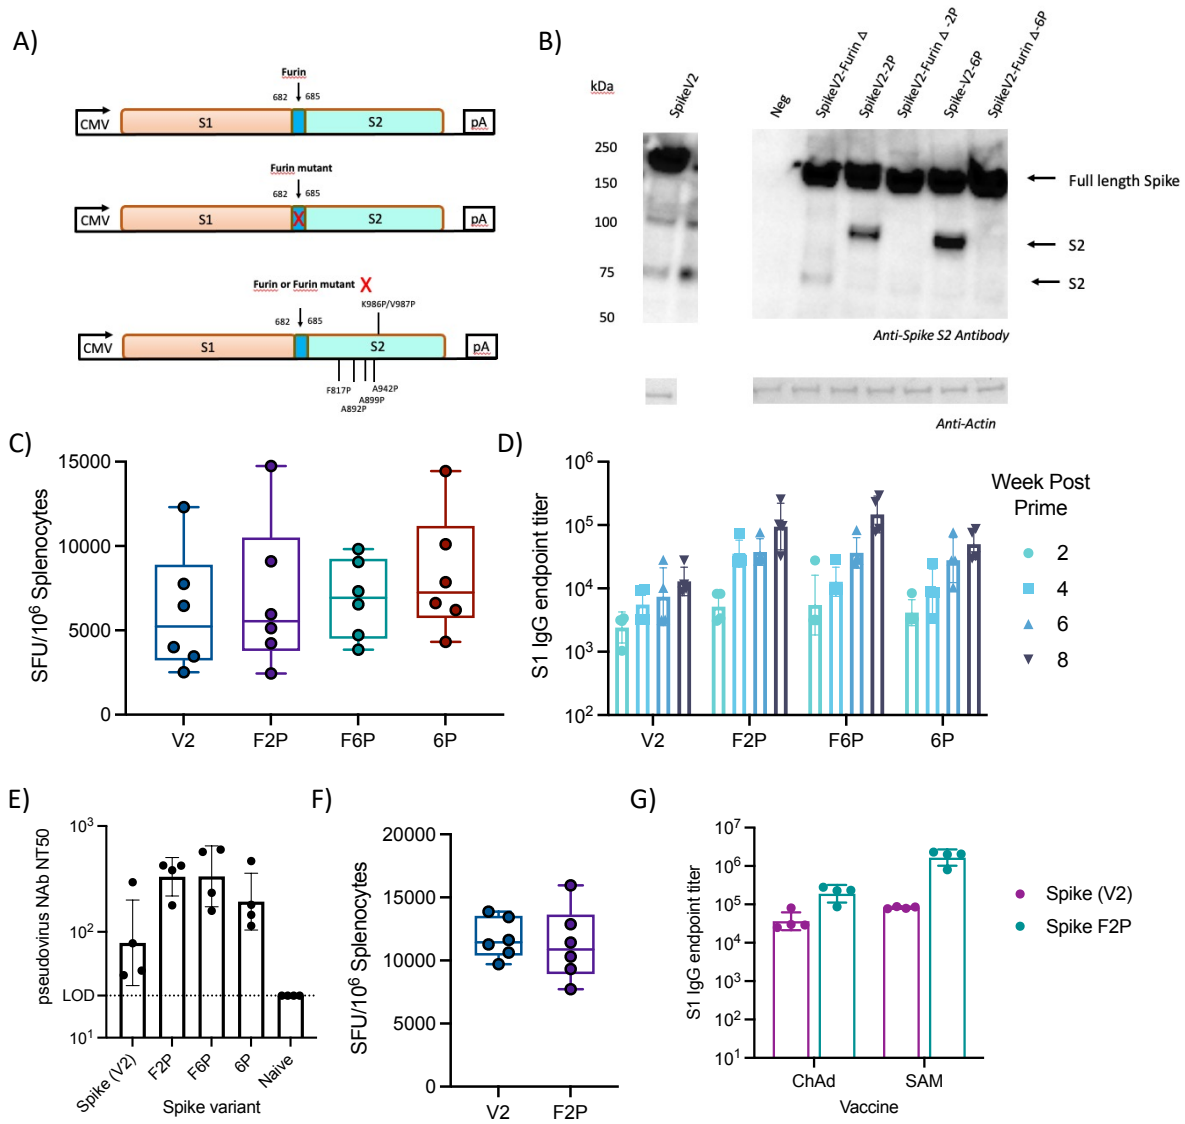 A)
Furin
682 685
CMV S1 S2 pA
Furin mutant
682 685
CMV S1 X S2 pA
Furin or Furin mutant X
K986P/V987P
682 685
CMV S1 S2 pA
F817P
A942P
A899P
A892P
B)
kDa
SpikeV2
Neg
SpikeV2-Furin Δ
SpikeV2-2P
SpikeV2-Furin Δ -2P
Spike-V2-6P
SpikeV2-Furin Δ-6P
250
150
100
75
50
Full length Spike
S2
S2
Anti-Spike S2 Antibody
Anti-Actin
C)
SFU/10⁶ Splenocytes
15000
10000
5000
0
V2 F2P F6P 6P
D)
S1 IgG endpoint titer
10⁶
10⁵
10⁴
10³
10²
V2 F2P F6P 6P
Week Post
Prime
2
4
6
8
E)
pseudovirus NAb NT50
10³
10²
LOD
10¹
Spike (V2) F2P F6P 6P Naive
Spike variant
F)
SFU/10⁶ Splenocytes
20000
15000
10000
5000
0
V2 F2P
G)
S1 IgG endpoint titer
10⁷
10⁶
10⁵
10⁴
10³
10²
10¹
ChAd SAM
Vaccine
Spike (V2)
Spike F2P